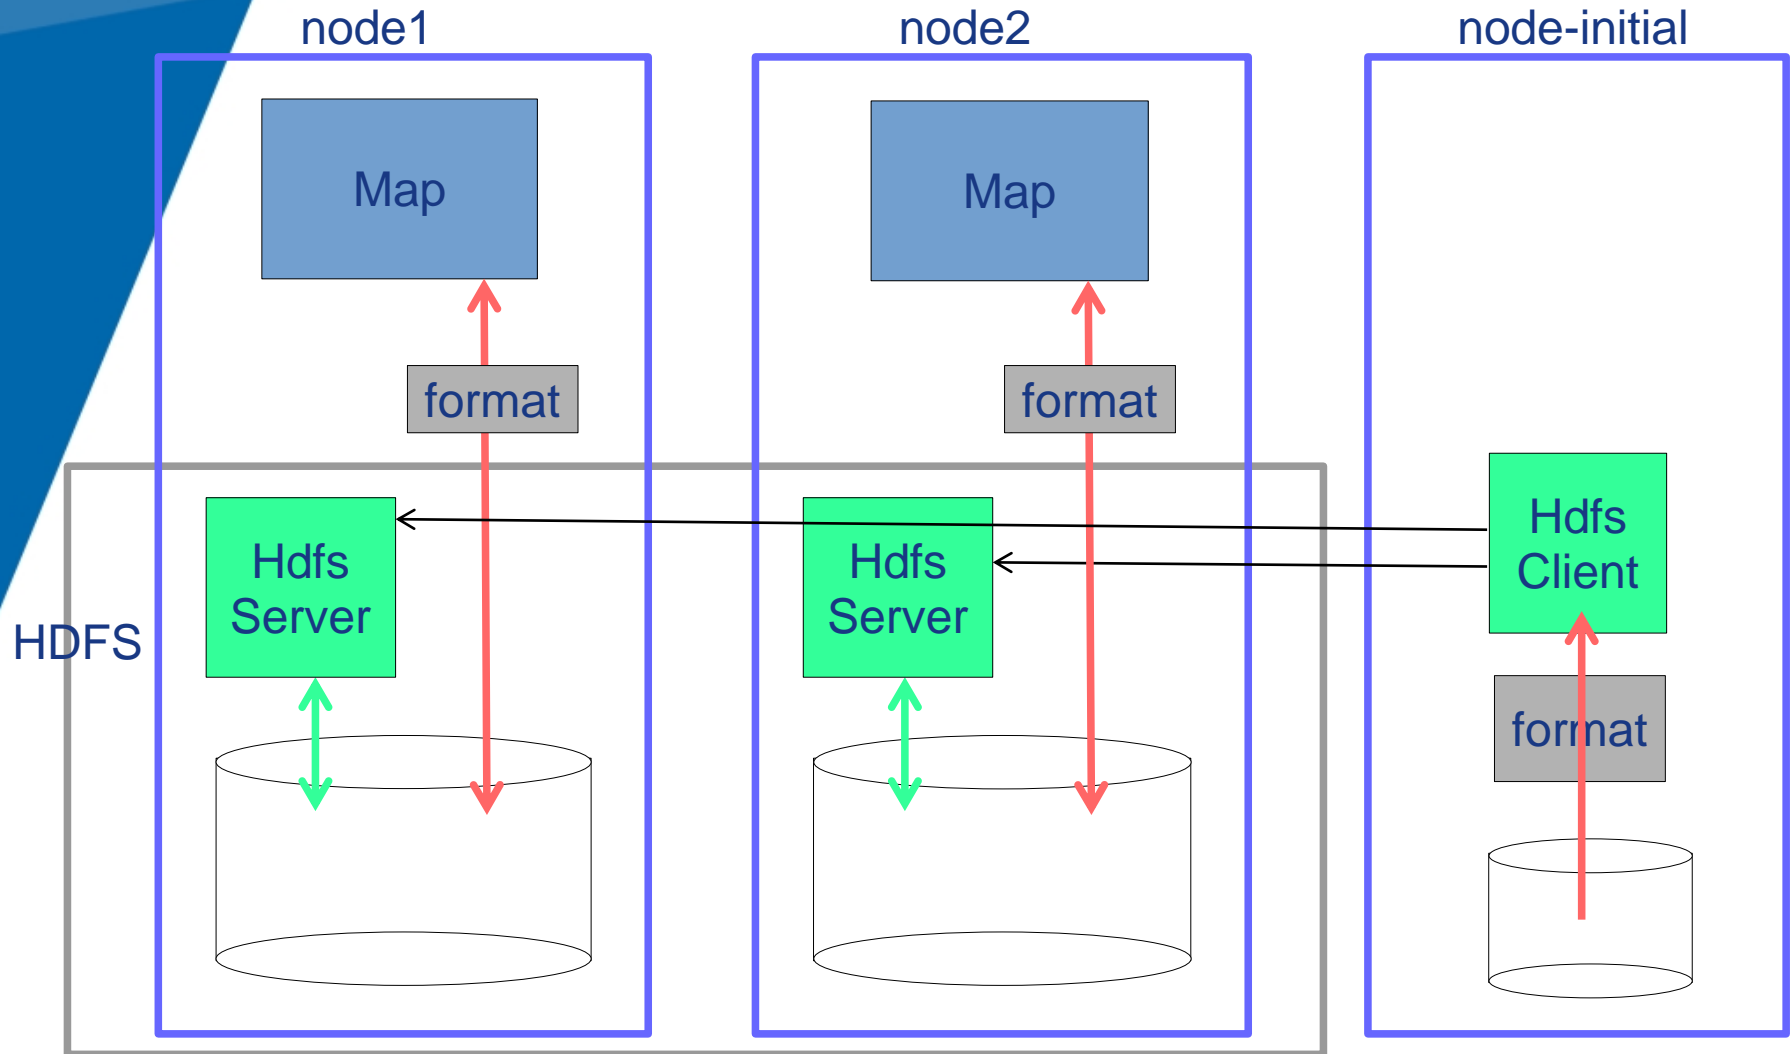 node1
node2
node-initial
Map
Map
format
format
Hdfs
Server
Hdfs
Server
Hdfs
Client
HDFS
format